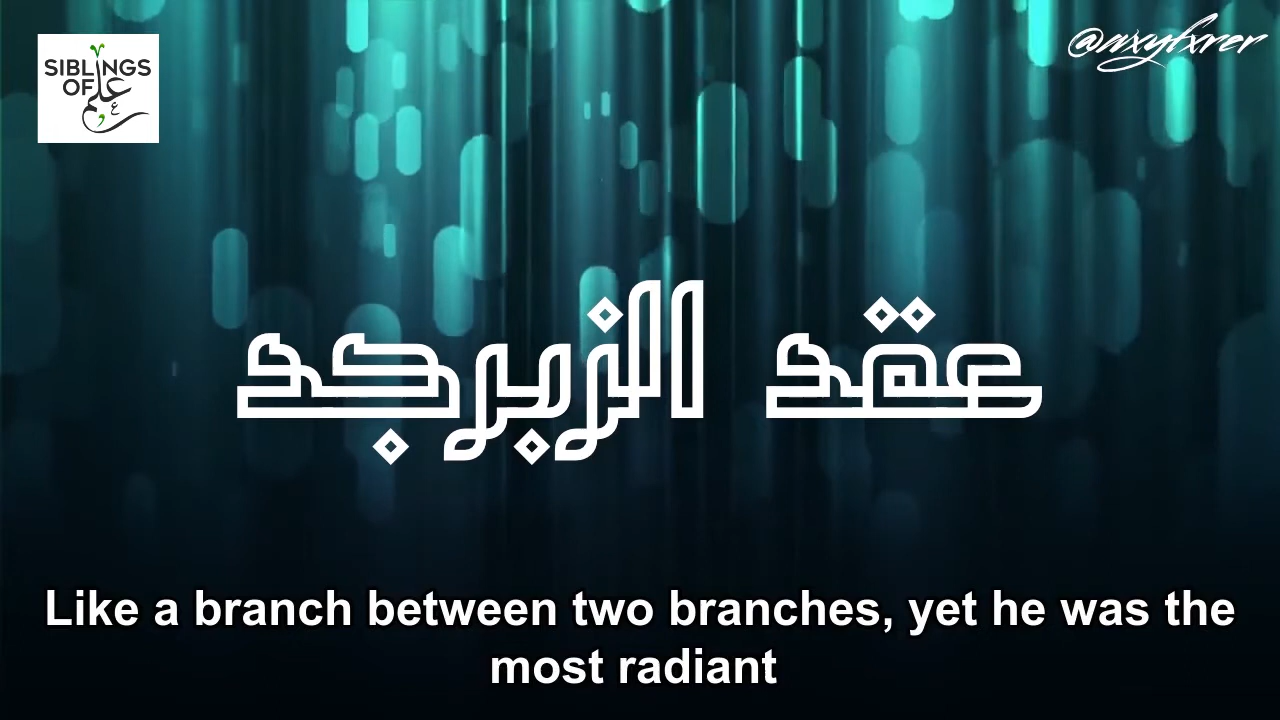 SIBLINGS
OF علم
ع
@nxyfxrer
عقد الزبرجد
Like a branch between two branches, yet he was the
most radiant